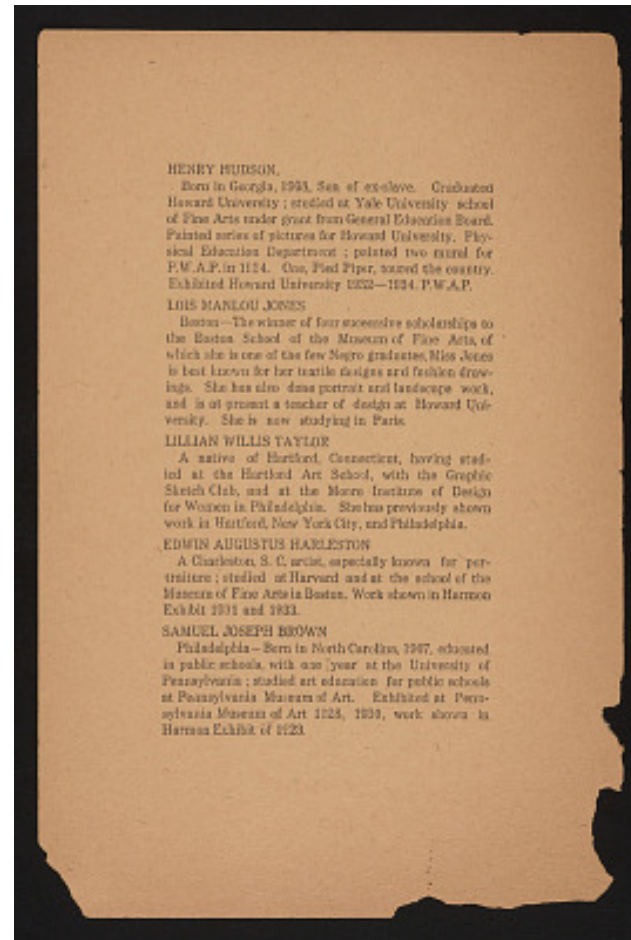 HENRY HUDSON,
Born in Georgia, 1908, Son of ex-slave. Graduated
Howard University ; studied at Yale University school
of Fine Arts under grant from General Education Board.
Painted series of pictures for Howard University, Phy-
sical Education Department ; painted two mural for
P.W.A.P. in One, Pied Piper, toured the country.
Exhibited Howard University 1932—1934. P.W.A.P.
LOIS MAILOU JONES
Boston—The winner of four sucessive scholarships to
the Boston School of the Museum of Fine Arts, of
which she is one of the few Negro graduates, Miss Jones
is best known for her textile designs and fashion draw-
ings. She has also done portrait and landscape work,
and is at present a teacher of design at Howard Uni-
versity. She is now studying in Paris.
LILLIAN WILLIS TAYLOR
A native of Hartford, Connecticut, having stud-
ied at the Hartford Art School, with the Graphic
Sketch Club, and at the Moore Institute of Design
for Women in Philadelphia. She has previously shown
work in Hartford, New York City, and Philadelphia.
EDWIN AUGUSTUS HARLESTON
A Charleston, S. C. artist, especially known for por-
traiture ; studied at Harvard and at the school of the
Museum of Fine Arts in Boston. Work shown in Harmon
Exhibit 1931 and 1933.
SAMUEL JOSEPH BROWN
Philadelphia—Born in North Carolina, 1907, educated
in public schools, with one year at the University of
Pennsylvania ; studied art education for public schools
at Pennsylvania Museum of Art. Exhibited at Penn-
sylvania Museum of Art 1930, work shown in
Harmon Exhibit of